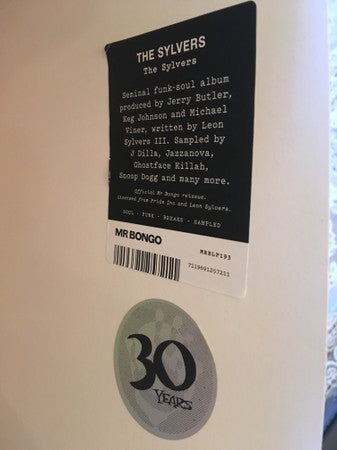 THE SYLVERS
The Sylvers
Seminal funk-soul album
produced by Jerry Butler,
Keg Johnson and Michael
Viner, written by Leon
Sylvers III. Sampled by
J Dilla, Jazzanova,
Ghostface Killah,
Snoop Dogg and many more.
Official Mr Bongo reissue.
Licensed from Pride Inc and Leon Sylvers.
SOUL - FUNK - BREAKS - SAMPLED
MR BONGO
MRBLP193
7119691257211
30
YEARS